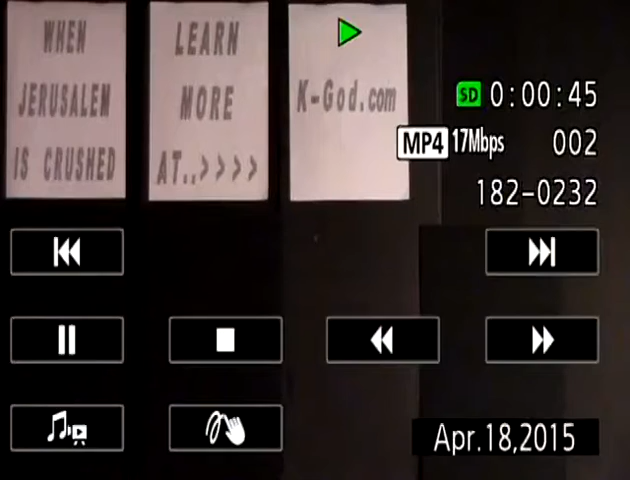 WHEN
JERUSALEN
IS CRUSHED
LEARN
MORE
AT..>>>>
K-God.com
SD 0:00:45
MP4 17Mbps 002
182-0232
Apr.18,2015